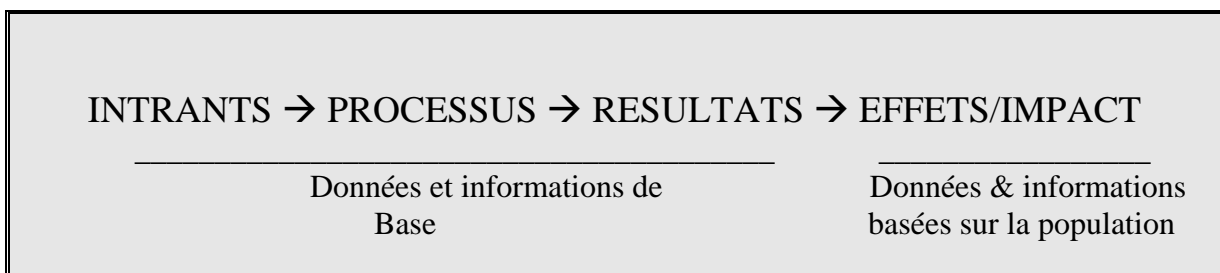 INTRANTS → PROCESSUS → RESULTATS → EFFETS/IMPACT
Données et informations de Données & informations
Base basées sur la population